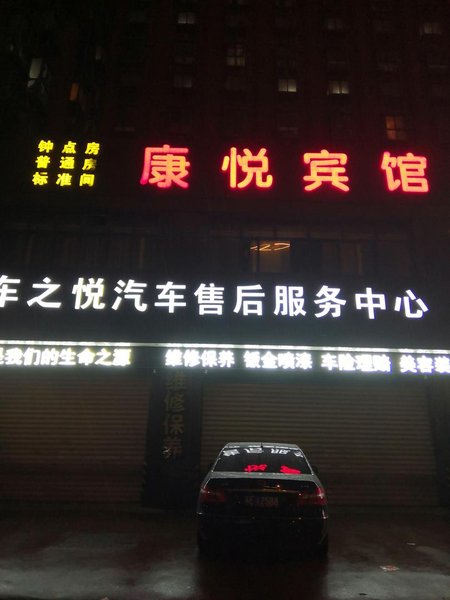 钟点房
普通房
标准间
康悦宾馆
车之悦汽车售后服务中心
是我们的生命之源 维修保养 钣金喷漆 车险理赔 美容装
维修保养